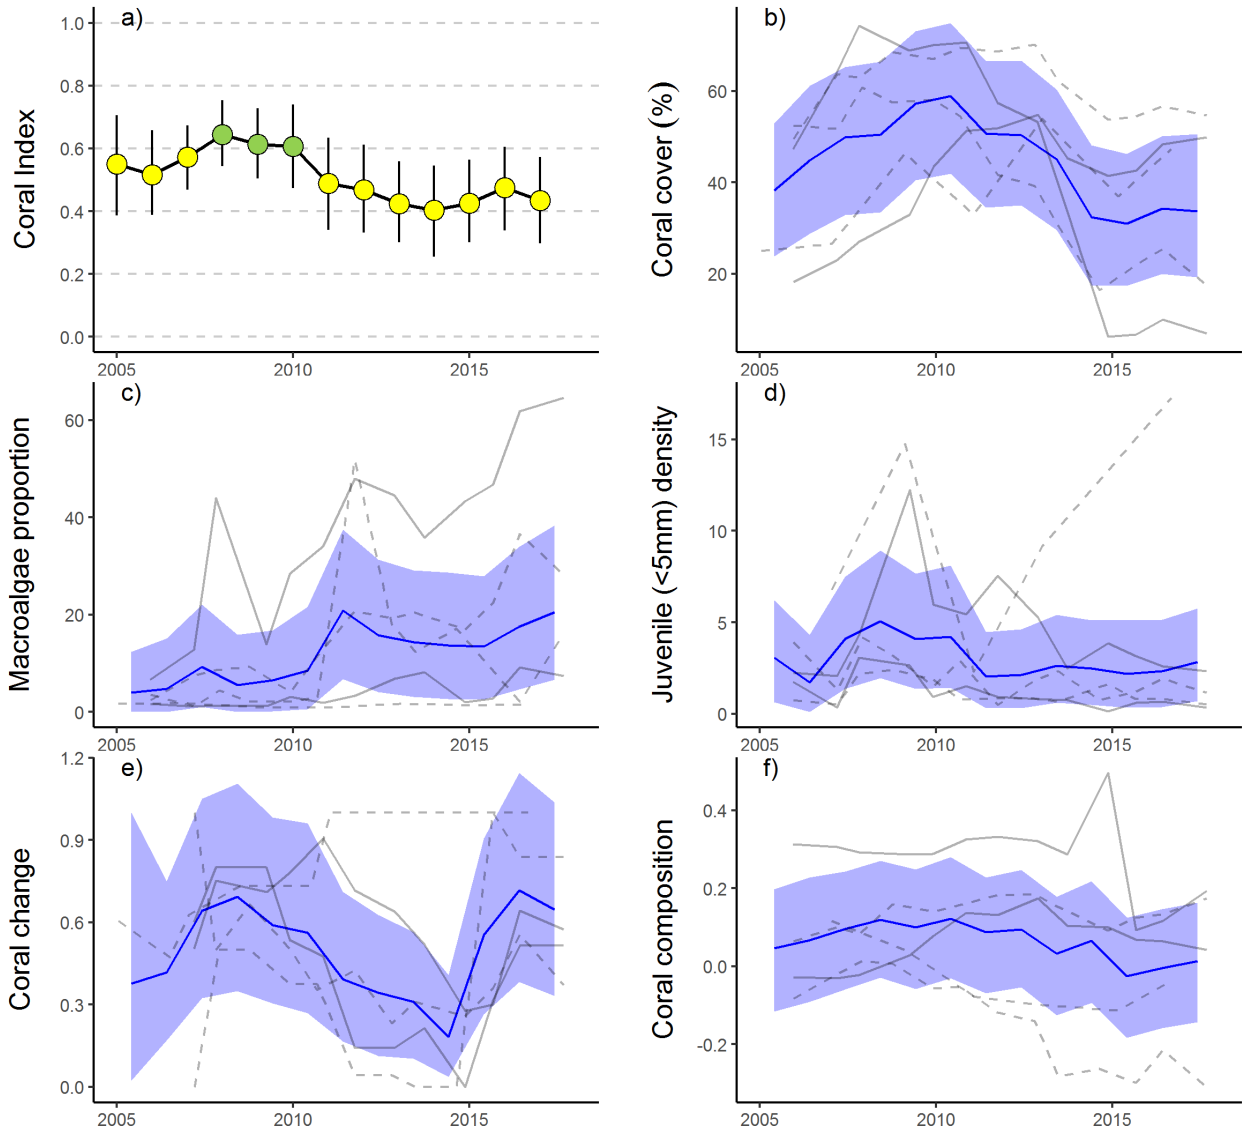 a)
Coral Index
1.0
0.8
0.6
0.4
0.2
0.0
2005 2010 2015
b)
Coral cover (%)
60
40
20
2005 2010 2015
c)
Macroalgae proportion
60
40
20
0
2005 2010 2015
d)
Juvenile (<5mm) density
15
10
5
0
2005 2010 2015
e)
Coral change
1.2
0.9
0.6
0.3
0.0
2005 2010 2015
f)
Coral composition
0.4
0.2
0.0
-0.2
2005 2010 2015